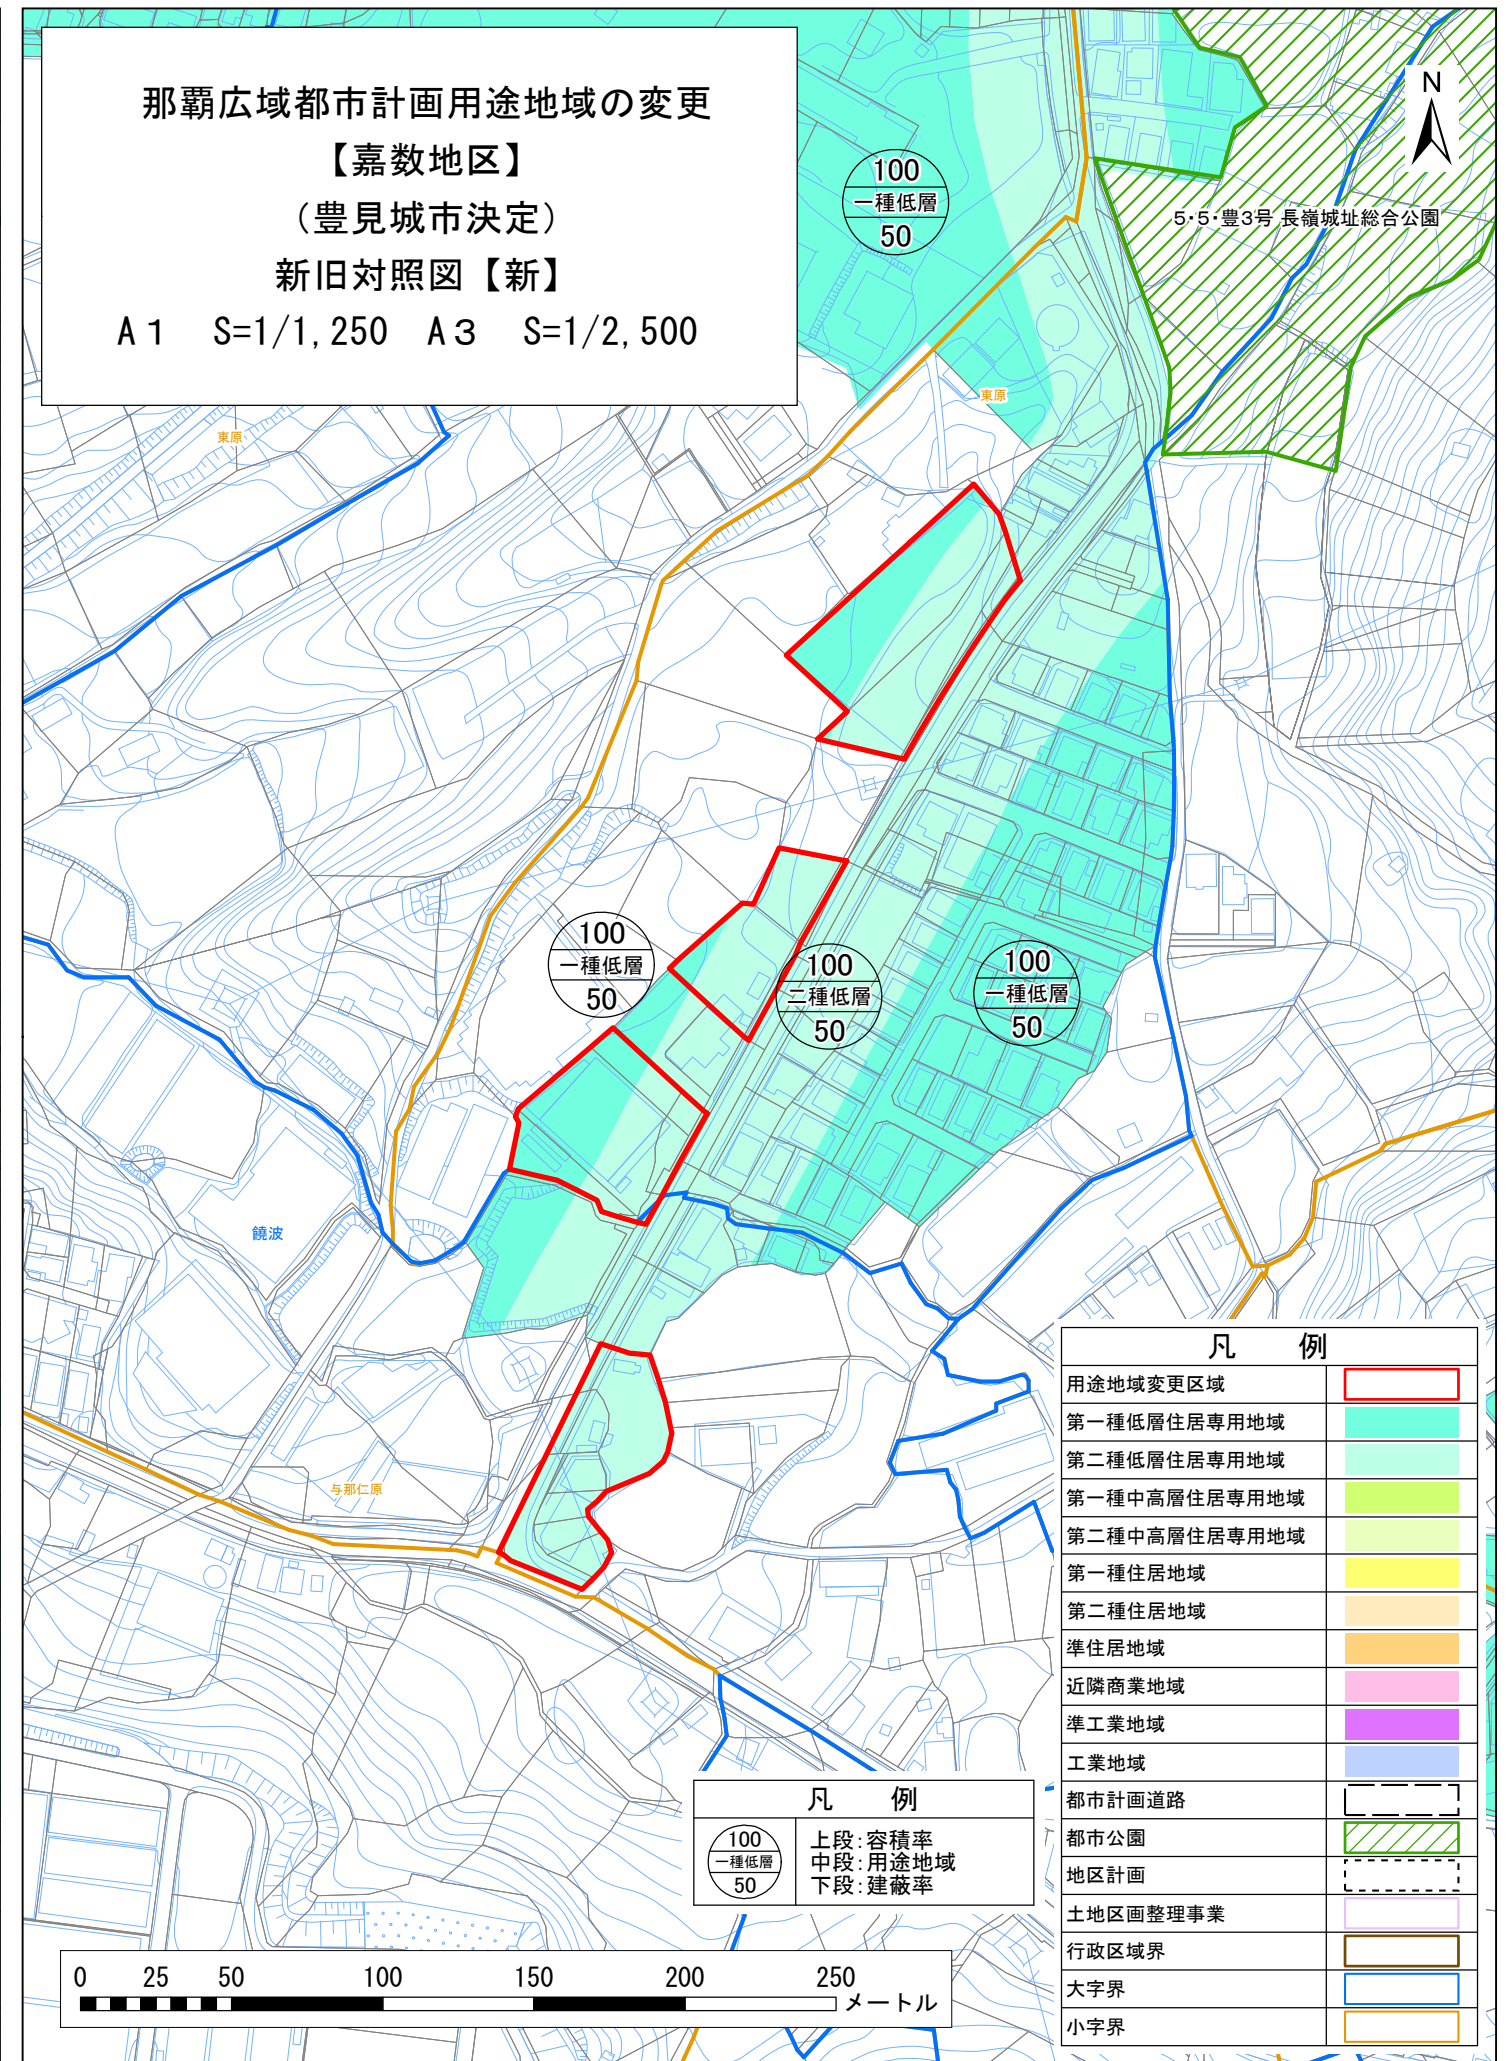 那覇広域都市計画用途地域の変更
【嘉数地区】
（豊見城市決定）
新旧対照図【新】
A1 S=1/1,250 A3 S=1/2,500
N
100
一種低層
50
5・5・豊3号 長嶺城址総合公園
東原
東原
100
一種低層
50
100
二種低層
50
100
一種低層
50
饒波
与那仁原
凡 例
用途地域変更区域
第一種低層住居専用地域
第二種低層住居専用地域
第一種中高層住居専用地域
第二種中高層住居専用地域
第一種住居地域
第二種住居地域
準住居地域
近隣商業地域
準工業地域
工業地域
都市計画道路
都市公園
地区計画
土地区画整理事業
行政区域界
大字界
小字界
凡 例
100
一種低層
50
上段:容積率
中段:用途地域
下段:建蔽率
0 25 50 100 150 200 250
メートル